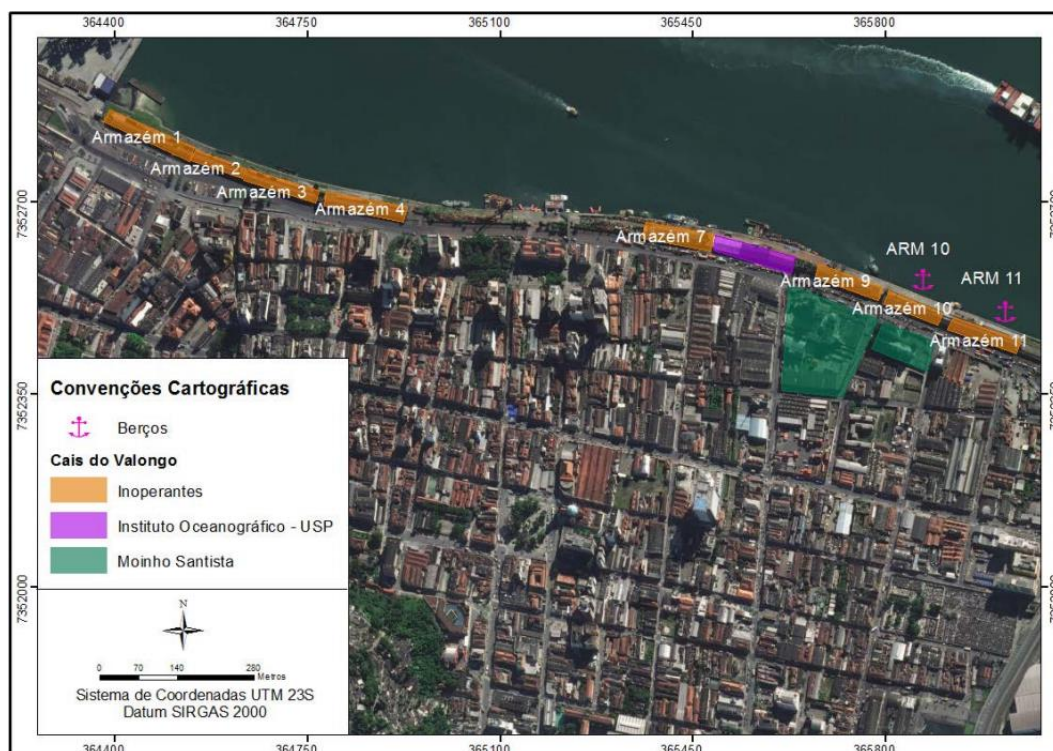 364400 364750 365100 365450 365800
Armazém 1
Armazém 2
Armazém 3
Armazém 4
7352700
7352700
Armazém 7
ARM 10
ARM 11
Armazém 9
Armazém 10
Armazém 11
7352350
7352350
Convenções Cartográficas
Berços
Cais do Valongo
Inoperantes
Instituto Oceanográfico - USP
Moinho Santista
7352000
7352000
N
0 70 140 280
Metros
Sistema de Coordenadas UTM 23S
Datum SIRGAS 2000
364400 364750 365100 365450 365800